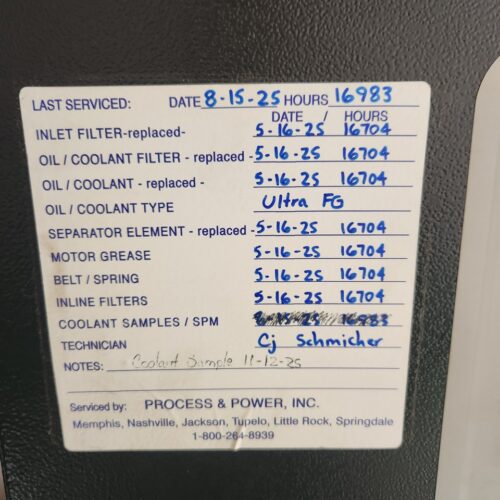 LAST SERVICED: DATE 8-15-25 HOURS 16983
DATE / HOURS
INLET FILTER-replaced- 5-16-25 16704
OIL / COOLANT FILTER - replaced - 5-16-25 16704
OIL / COOLANT - replaced - 5-16-25 16704
OIL / COOLANT TYPE Ultra FG
SEPARATOR ELEMENT - replaced - 5-16-25 16704
MOTOR GREASE 5-16-25 16704
BELT / SPRING 5-16-25 16704
INLINE FILTERS 5-16-25 16704
COOLANT SAMPLES / SPM
TECHNICIAN Cj Schmicher
NOTES: Coolant Sample 11-12-25
Serviced by: PROCESS & POWER, INC.
Memphis, Nashville, Jackson, Tupelo, Little Rock, Springdale
1-800-264-8939